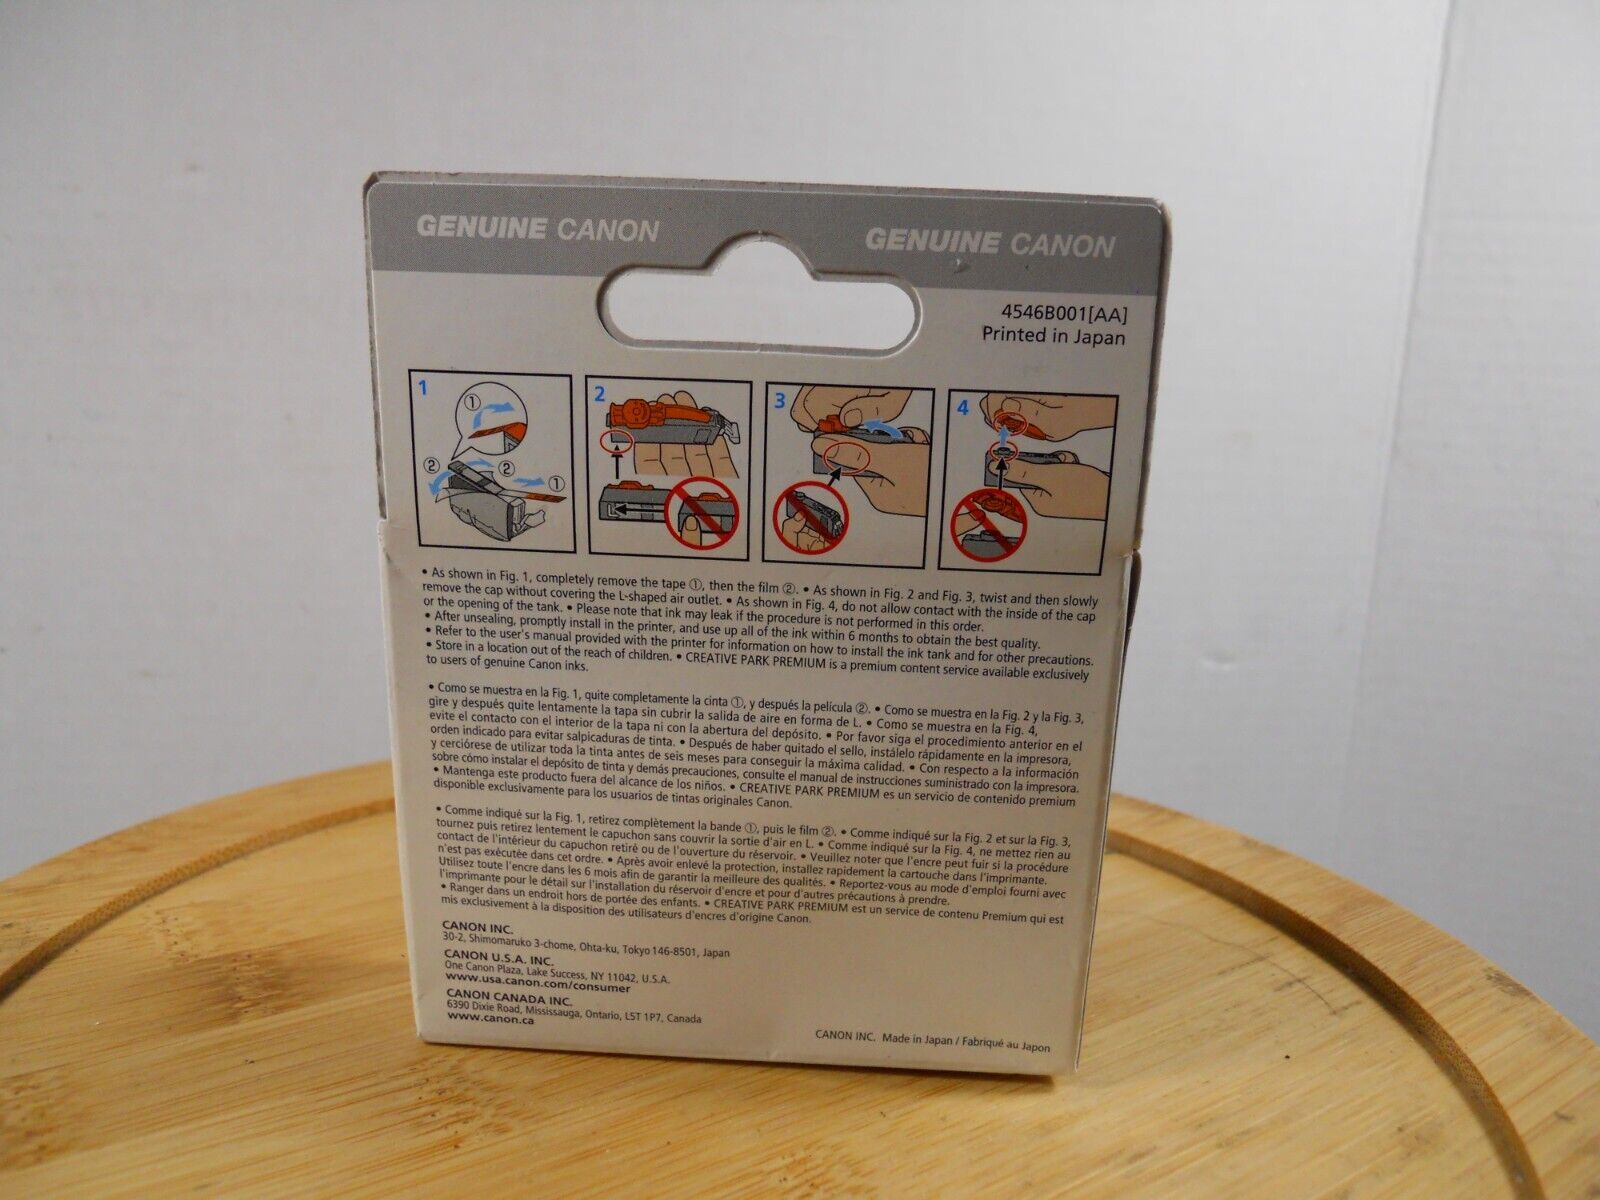 GENUINE CANON
GENUINE CANON
4546B001[AA]
Printed in Japan
1
①
②
②
①
2
3
4
• As shown in Fig. 1, completely remove the tape ①, then the film ②. • As shown in Fig. 2 and Fig. 3, twist and then slowly
remove the cap without covering the L-shaped air outlet. • As shown in Fig. 4, do not allow contact with the inside of the cap
or the opening of the tank. • Please note that ink may leak if the procedure is not performed in this order.
• After unsealing, promptly install in the printer, and use up all of the ink within 6 months to obtain the best quality.
• Refer to the user's manual provided with the printer for information on how to install the ink tank and for other precautions.
• Store in a location out of the reach of children. • CREATIVE PARK PREMIUM is a premium content service available exclusively
to users of genuine Canon inks.
• Como se muestra en la Fig. 1, quite completamente la cinta ①, y después la película ②. • Como se muestra en la Fig. 2 y la Fig. 3,
gire y después quite lentamente la tapa sin cubrir la salida de aire en forma de L. • Como se muestra en la Fig. 4,
evite el contacto con el interior de la tapa ni con la abertura del depósito. • Por favor siga el procedimiento anterior en el
orden indicado para evitar salpicaduras de tinta. • Después de haber quitado el sello, instálelo rápidamente en la impresora,
y cerciórese de utilizar toda la tinta antes de seis meses para conseguir la máxima calidad. • Con respecto a la información
sobre cómo instalar el depósito de tinta y demás precauciones, consulte el manual de instrucciones suministrado con la impresora.
• Mantenga este producto fuera del alcance de los niños. • CREATIVE PARK PREMIUM es un servicio de contenido premium
disponible exclusivamente para los usuarios de tintas originales Canon.
• Comme indiqué sur la Fig. 1, retirez complètement la bande ①, puis le film ②. • Comme indiqué sur la Fig. 2 et sur la Fig. 3,
tournez puis retirez lentement le capuchon sans couvrir la sortie d'air en L. • Comme indiqué sur la Fig. 4, ne mettez rien au
contact de l'intérieur du capuchon retiré ou de l'ouverture du réservoir. • Veuillez noter que l'encre peut fuir si la procédure
n'est pas exécutée dans cet ordre. • Après avoir enlevé la protection, installez rapidement la cartouche dans l'imprimante.
Utilisez toute l'encre dans les 6 mois afin de garantir la meilleure des qualités. • Reportez-vous au mode d'emploi fourni avec
l'imprimante pour le détail sur l'installation du réservoir d'encre et pour d'autres précautions à prendre.
• Ranger dans un endroit hors de portée des enfants. • CREATIVE PARK PREMIUM est un service de contenu Premium qui est
mis exclusivement à la disposition des utilisateurs d'encres d'origine Canon.
CANON INC.
30-2, Shimomaruko 3-chome, Ohta-ku, Tokyo 146-8501, Japan
CANON U.S.A. INC.
One Canon Plaza, Lake Success, NY 11042, U.S.A.
www.usa.canon.com/consumer
CANON CANADA INC.
6390 Dixie Road, Mississauga, Ontario, L5T 1P7, Canada
www.canon.ca
CANON INC. Made in Japan / Fabriqué au Japon